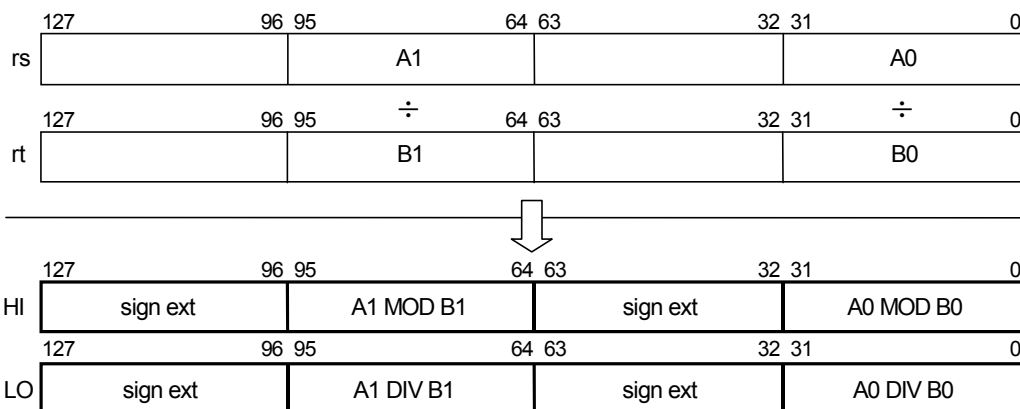 127 96 95 64 63 32 31 0
rs A1 A0
÷ ÷
127 96 95 64 63 32 31 0
rt B1 B0
127 96 95 64 63 32 31 0
HI sign ext A1 MOD B1 sign ext A0 MOD B0
127 96 95 64 63 32 31 0
LO sign ext A1 DIV B1 sign ext A0 DIV B0